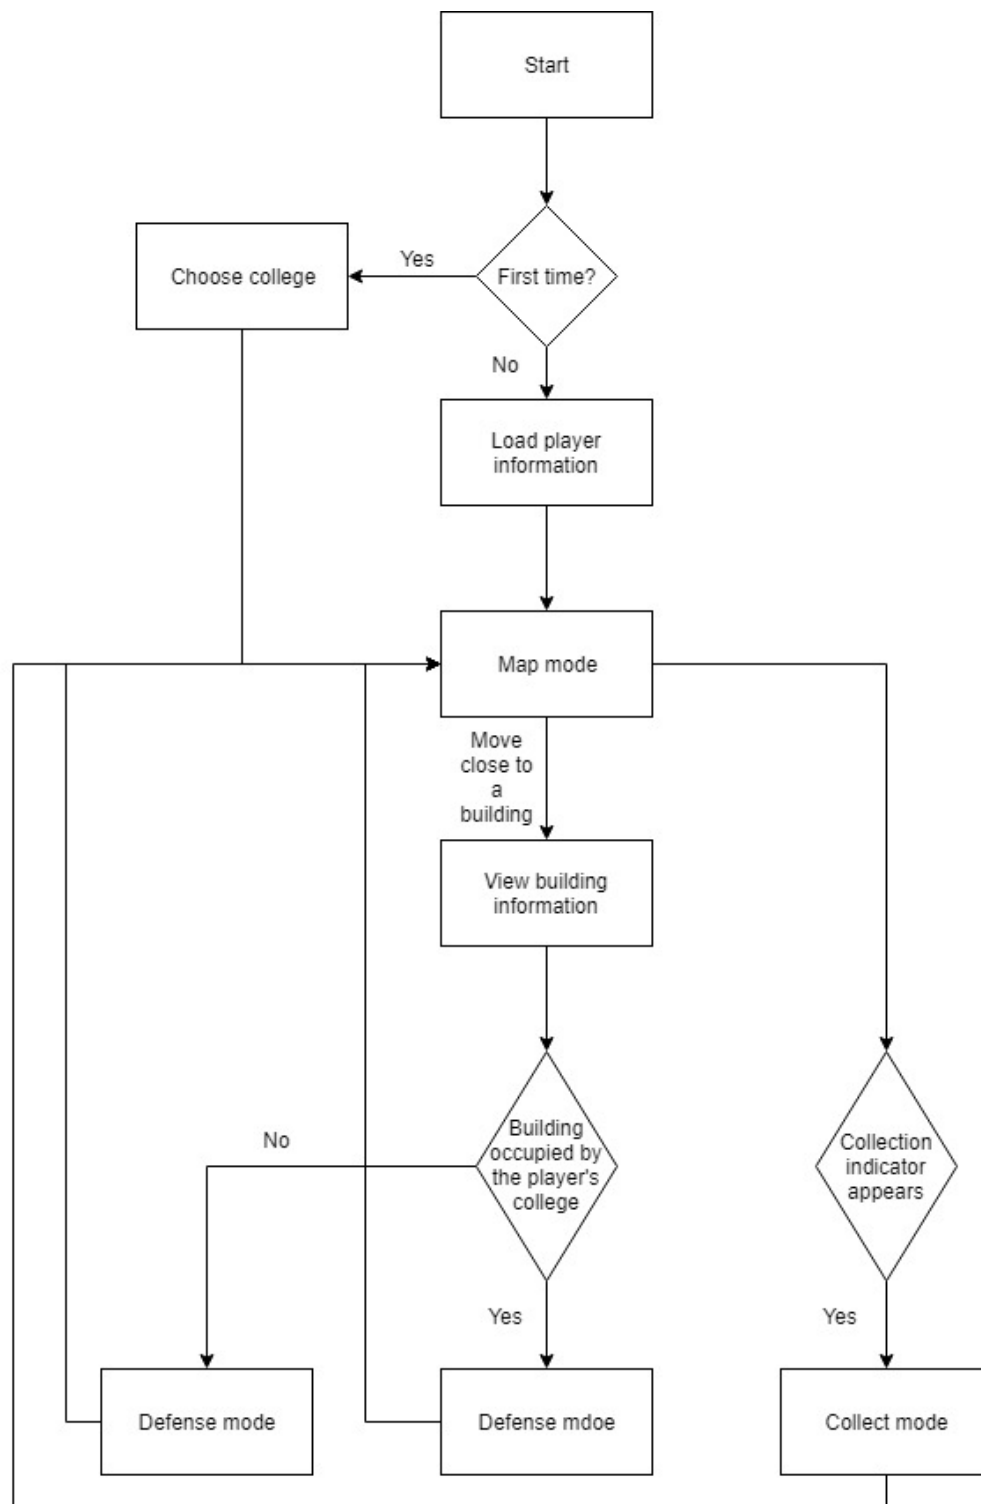 Start
Yes
Choose college
First time?
No
Load player
information
Map mode
Move
close to
a
building
View building
information
No
Building
occupied by
the player's
college
Collection
indicator
appears
Yes
Yes
Defense mode
Defense mdoe
Collect mode